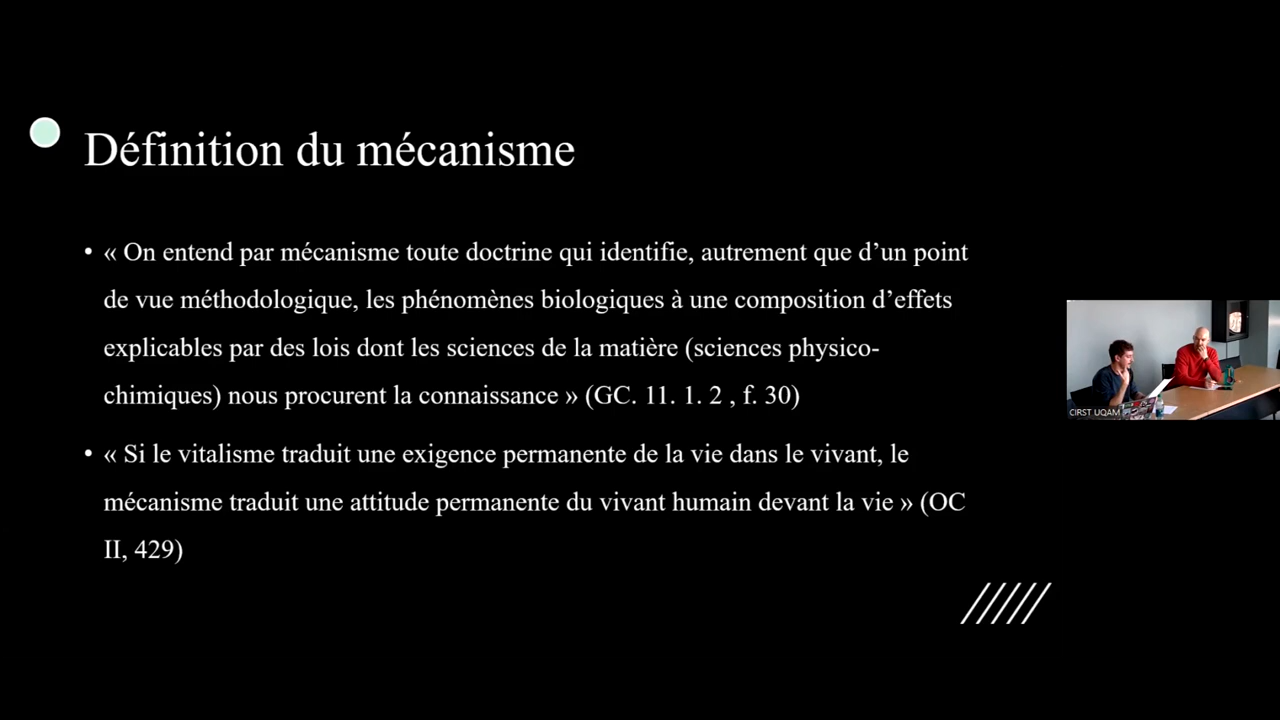 Définition du mécanisme
• « On entend par mécanisme toute doctrine qui identifie, autrement que d’un point
de vue méthodologique, les phénomènes biologiques à une composition d’effets
explicables par des lois dont les sciences de la matière (sciences physico-
chimiques) nous procurent la connaissance » (GC. 11. 1. 2 , f. 30)
• « Si le vitalisme traduit une exigence permanente de la vie dans le vivant, le
mécanisme traduit une attitude permanente du vivant humain devant la vie » (OC
II, 429)
CIRST UQAM